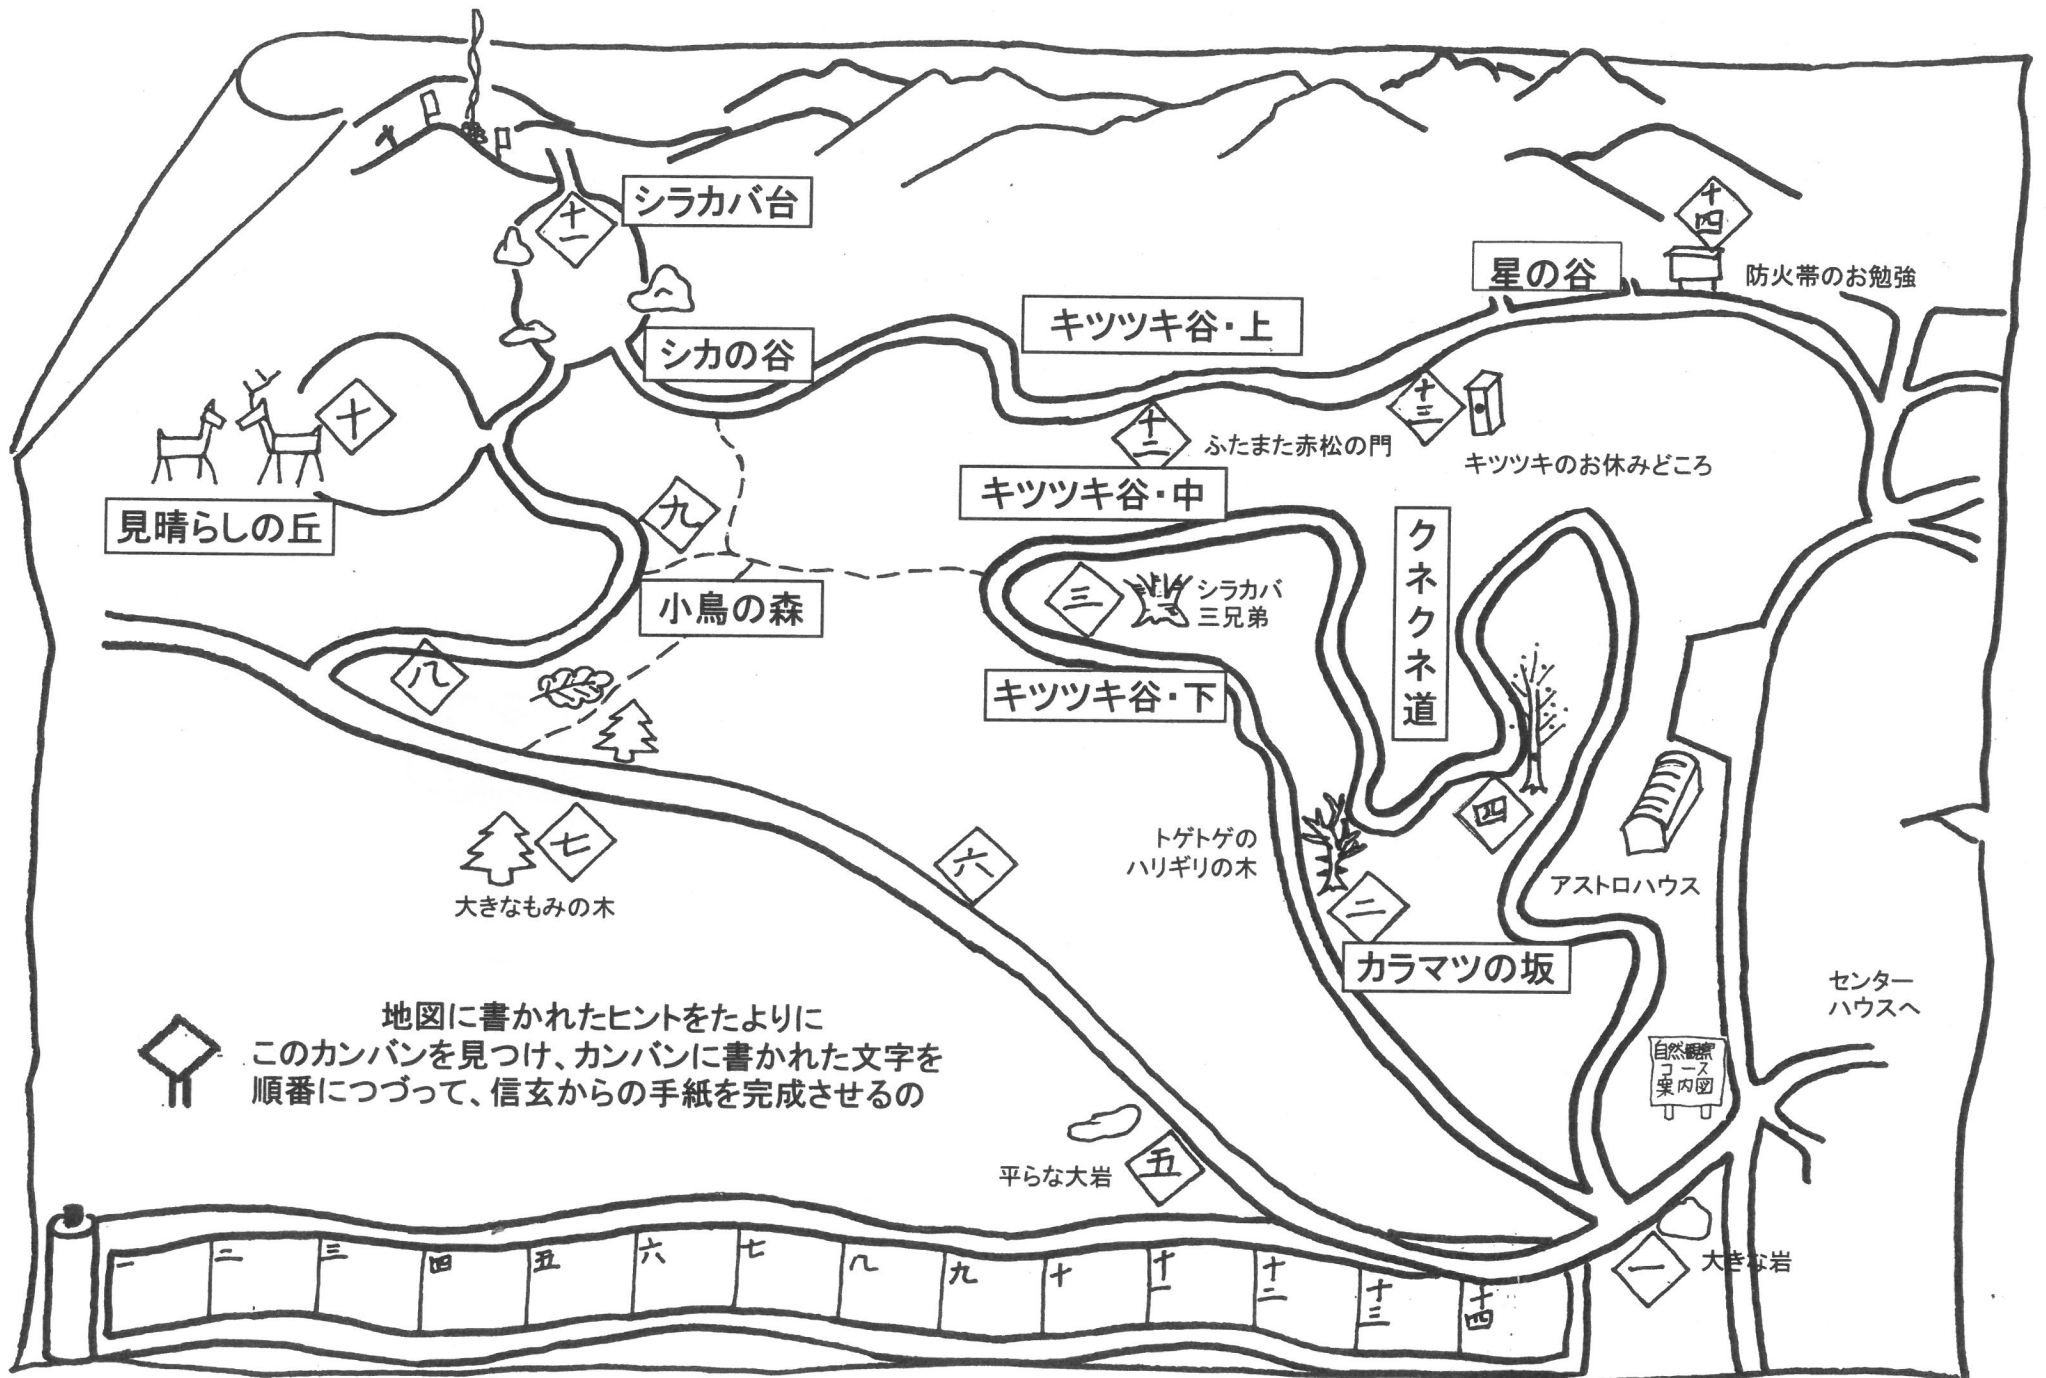 シラカバ台
十一
十四
星の谷
防火帯のお勉強
キツツキ谷・上
シカの谷
十
十三
十二
ふたまた赤松の門
キツツキのお休みどころ
見晴らしの丘
九
キツツキ谷・中
クネクネ道
小鳥の森
三
シラカバ
三兄弟
八
キツツキ谷・下
四
七
六
トゲトゲの
ハリギリの木
大きなもみの木
二
アストロハウス
カラマツの坂
センター
ハウスへ
地図に書かれたヒントをたよりに
このカンバンを見つけ、カンバンに書かれた文字を
順番につづって、信玄からの手紙を完成させるの
自然観察
コース
案内図
平らな大岩
五
一
大きな岩
一 二 三 四 五 六 七 八 九 十 十一 十二 十三 十四